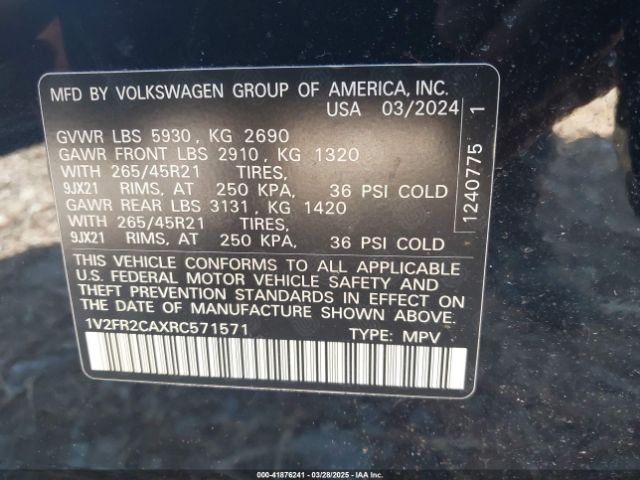 MFD BY VOLKSWAGEN GROUP OF AMERICA, INC.
USA 03/2024
GVWR LBS 5930 , KG 2690
GAWR FRONT LBS 2910 , KG 1320
WITH 265/45R21 TIRES,
9JX21 RIMS, AT 250 KPA, 36 PSI COLD
GAWR REAR LBS 3131 , KG 1420
WITH 265/45R21 TIRES,
9JX21 RIMS, AT 250 KPA, 36 PSI COLD
THIS VEHICLE CONFORMS TO ALL APPLICABLE
U.S. FEDERAL MOTOR VEHICLE SAFETY AND
THEFT PREVENTION STANDARDS IN EFFECT ON
THE DATE OF MANUFACTURE SHOWN ABOVE.
1V2FR2CAXRC571571 TYPE: MPV
1240775 1
000-41876241 - 03/28/2025 - IAAI.COM